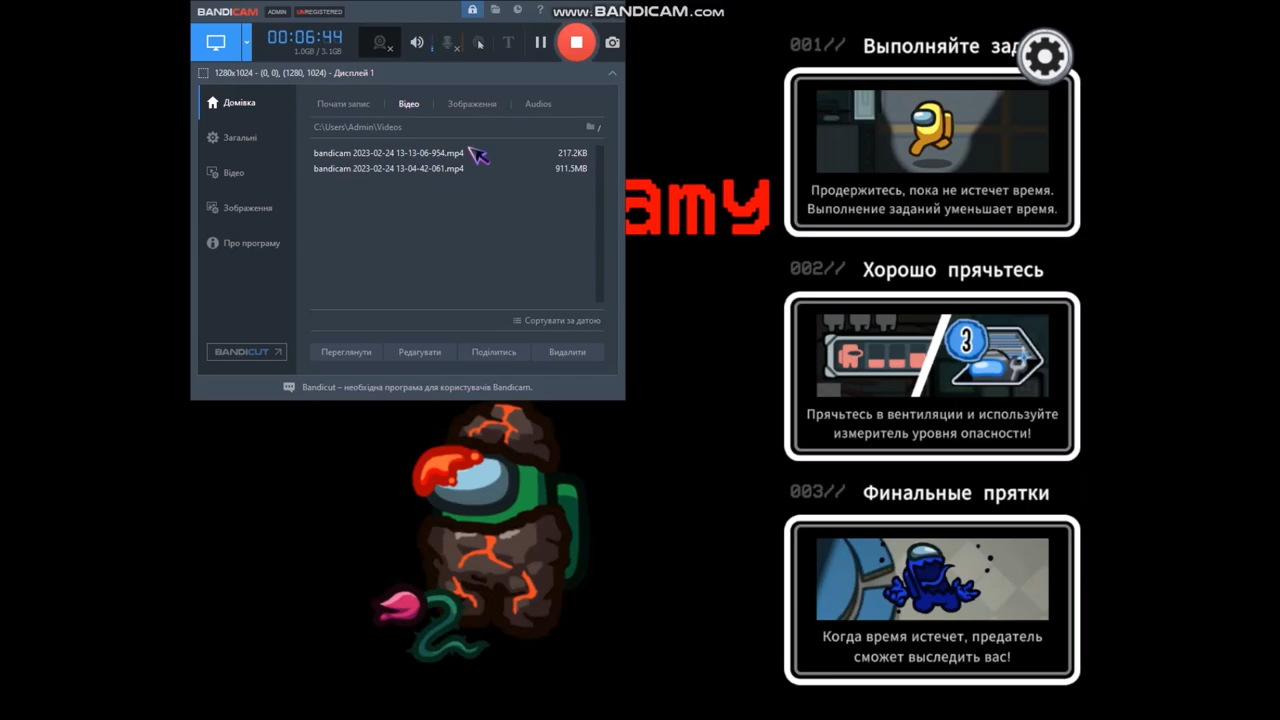 BANDICAM ADMIN UNREGISTERED
www.BANDICAM.com
00:06:44
1.0GB / 3.1GB
1280x1024 - (0, 0), (1280, 1024) - Дисплей 1
Домівка
Загальні
Відео
Зображення
Про програму
BANDICUT
Почати запис
Відео
Зображення
Audios
C:\Users\Admin\Videos
bandicam 2023-02-24 13-13-06-954.mp4 217.2KB
bandicam 2023-02-24 13-04-42-061.mp4 911.5MB
Сортувати за датою
Переглянути
Редагувати
Поділитись
Видалити
Bandicut – необхідна програма для користувачів Bandicam.
amy
001// Выполняйте зад
Продержитесь, пока не истечет время.
Выполнение заданий уменьшает время.
002// Хорошо прячьтесь
3
Прячьтесь в вентиляции и используйте
измеритель уровня опасности!
003// Финальные прятки
Когда время истечет, предатель
сможет выследить вас!